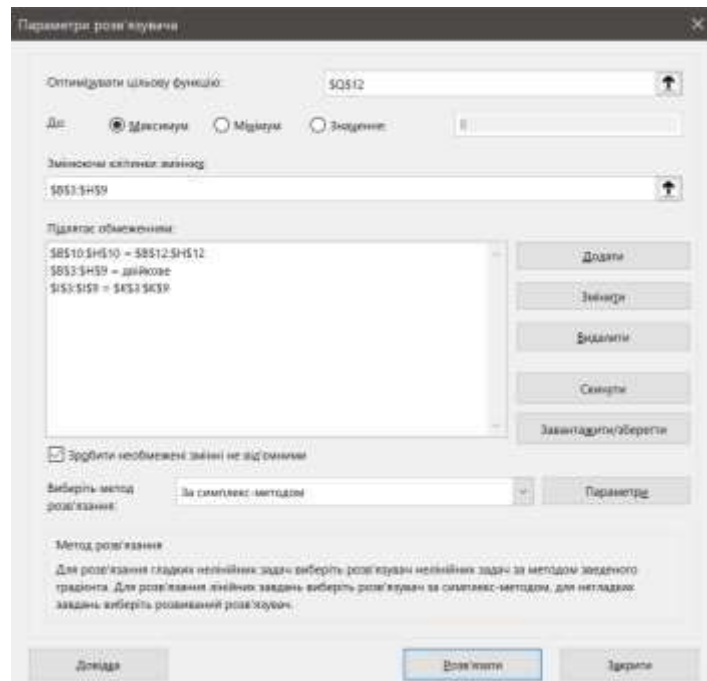 Параметри розв'язувача
Оптимізувати цільову функцію: $Q$12
До: Максимум Мінімум Значення: 0
Змінюючи клітинки змінних:
$B$3:$H$9
Підлягає обмеженням:
$B$10:$H$10 = $B$12:$H$12
$B$3:$H$9 = двійкове
$I$3:$I$9 = $K$3:$K$9
Додати
Змінити
Видалити
Скинути
Завантажити/зберегти
Зробити необмежені змінні не від'ємними
Виберіть метод розв'язання:
За симплекс-методом
Параметри
Метод розв'язання
Для розв'язання гладких нелінійних задач виберіть розв'язувач нелінійних задач за методом зведеного
градієнта. Для розв'язання лінійних завдань виберіть розв'язувач за симплекс-методом, для негладких
завдань виберіть розвиваний розв'язувач.
Довідка
Розв'язати
Закрити